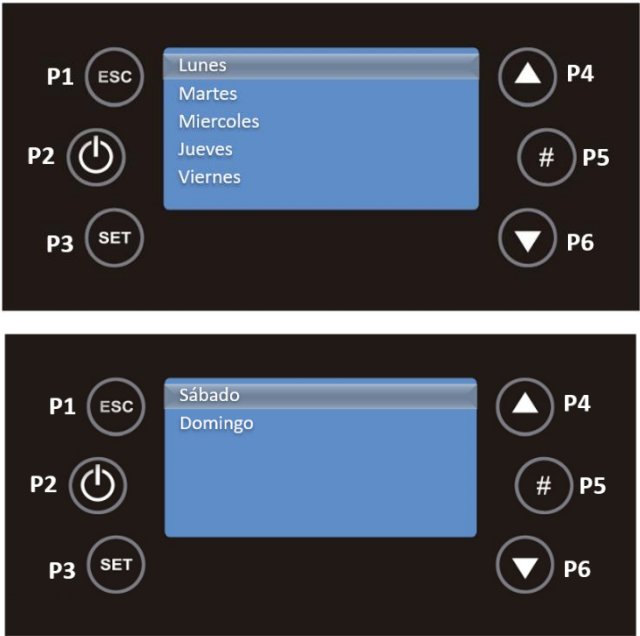 P1 ESC Lunes P4
Martes
Miercoles
P2 Jueves # P5
Viernes
P3 SET P6
Sábado
P1 ESC Domingo P4
P2 # P5
P3 SET P6